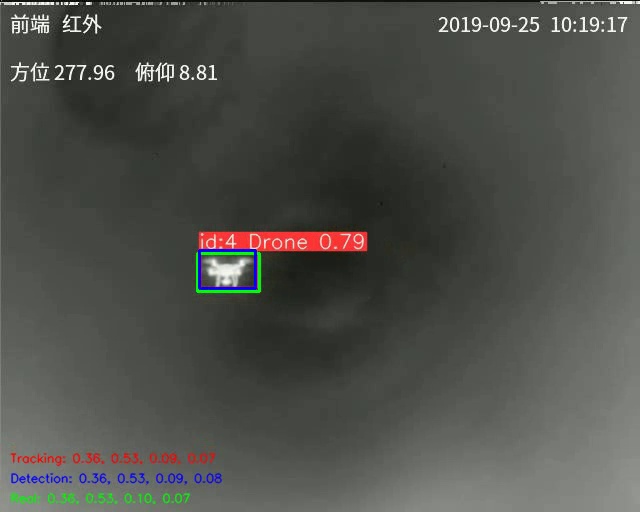 前端 红外 2019-09-25 10:19:17
方位 277.96 俯仰 8.81
id:4 Drone 0.79
Tracking: 0.36, 0.53, 0.09, 0.07
Detection: 0.36, 0.53, 0.09, 0.08
Real: 0.36, 0.53, 0.10, 0.07